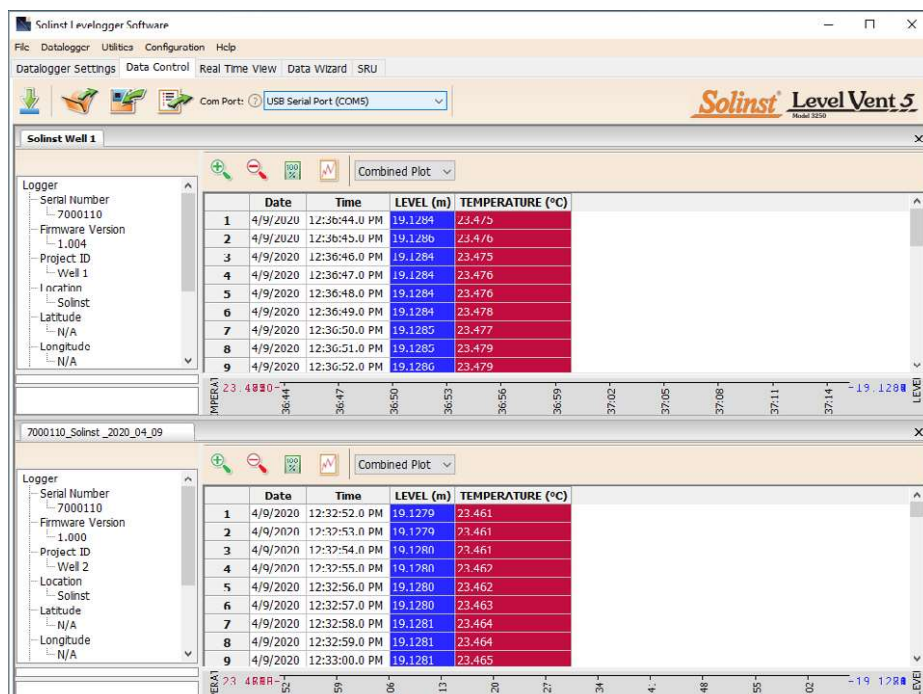 Solinst Levelogger Software
File Datalogger Utilities Configuration Help
Datalogger Settings Data Control Real Time View Data Wizard SRU
Com Port: ? USB Serial Port (COM5)
Solinst® LevelVent 5
Model 3250
Solinst Well 1
100 %
Combined Plot
Logger
Serial Number
7000110
Firmware Version
1.004
Project ID
Well 1
Location
Solinst
Latitude
N/A
Longitude
N/A
Date Time LEVEL (m) TEMPERATURE (°C)
1 4/9/2020 12:36:44.0 PM 19.1284 23.475
2 4/9/2020 12:36:45.0 PM 19.1286 23.476
3 4/9/2020 12:36:46.0 PM 19.1284 23.475
4 4/9/2020 12:36:47.0 PM 19.1284 23.476
5 4/9/2020 12:36:48.0 PM 19.1284 23.476
6 4/9/2020 12:36:49.0 PM 19.1284 23.478
7 4/9/2020 12:36:50.0 PM 19.1285 23.477
8 4/9/2020 12:36:51.0 PM 19.1285 23.479
9 4/9/2020 12:36:52.0 PM 19.1286 23.479
MPERAT
36:44 36:47 36:50 36:53 36:56 36:59 37:02 37:05 37:08 37:11 37:14
LEVEL
7000110_Solinst _2020_04_09
100 %
Combined Plot
Logger
Serial Number
7000110
Firmware Version
1.000
Project ID
Well 2
Location
Solinst
Latitude
N/A
Longitude
N/A
Date Time LEVEL (m) TEMPERATURE (°C)
1 4/9/2020 12:32:52.0 PM 19.1279 23.461
2 4/9/2020 12:32:53.0 PM 19.1279 23.461
3 4/9/2020 12:32:54.0 PM 19.1280 23.461
4 4/9/2020 12:32:55.0 PM 19.1280 23.462
5 4/9/2020 12:32:56.0 PM 19.1280 23.462
6 4/9/2020 12:32:57.0 PM 19.1280 23.463
7 4/9/2020 12:32:58.0 PM 19.1281 23.464
8 4/9/2020 12:32:59.0 PM 19.1281 23.464
9 4/9/2020 12:33:00.0 PM 19.1281 23.465
52 59 06 13 20 27 34 48 55 02